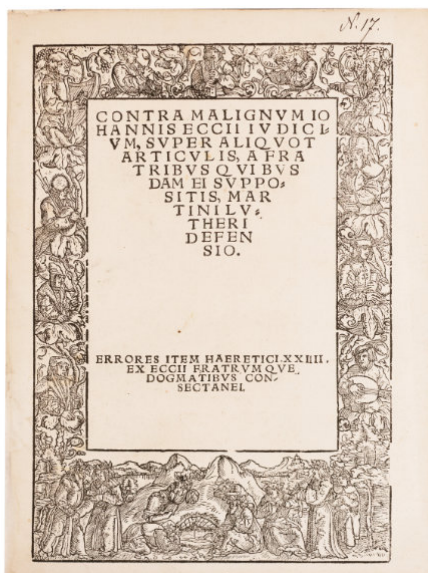 N. 17.
CONTRA MALIGNVM IO
HANNIS ECCII IVDICI-
VM, SVPER ALIQVOT
ARTICVLIS, A FRA
TRIBVS QVIBVS
DAM EI SVPPO-
SITIS, MAR
TINI LV-
THERI
DEFEN
SIO.
ERRORES ITEM HAERETICI.XXIIII.
EX ECCII FRATRVMQVE
DOGMATIBVS CON-
SECTANEI.